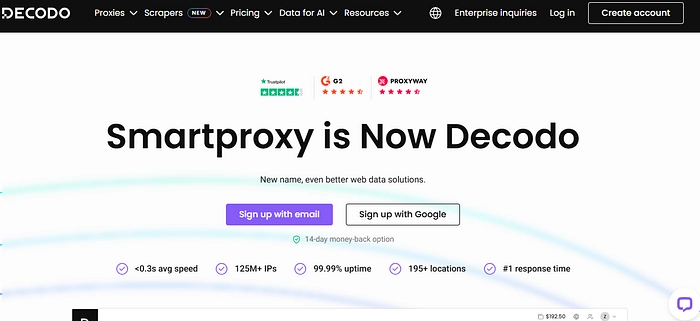 DECODO
Proxies Scrapers NEW Pricing Data for AI Resources Enterprise inquiries Log in Create account
Trustpilot G2 PROXYWAY
Smartproxy is Now Decodo
New name, even better web data solutions.
Sign up with email Sign up with Google
14-day money-back option
<0.3s avg speed 125M+ IPs 99.99% uptime 195+ locations #1 response time
$192.50 Z